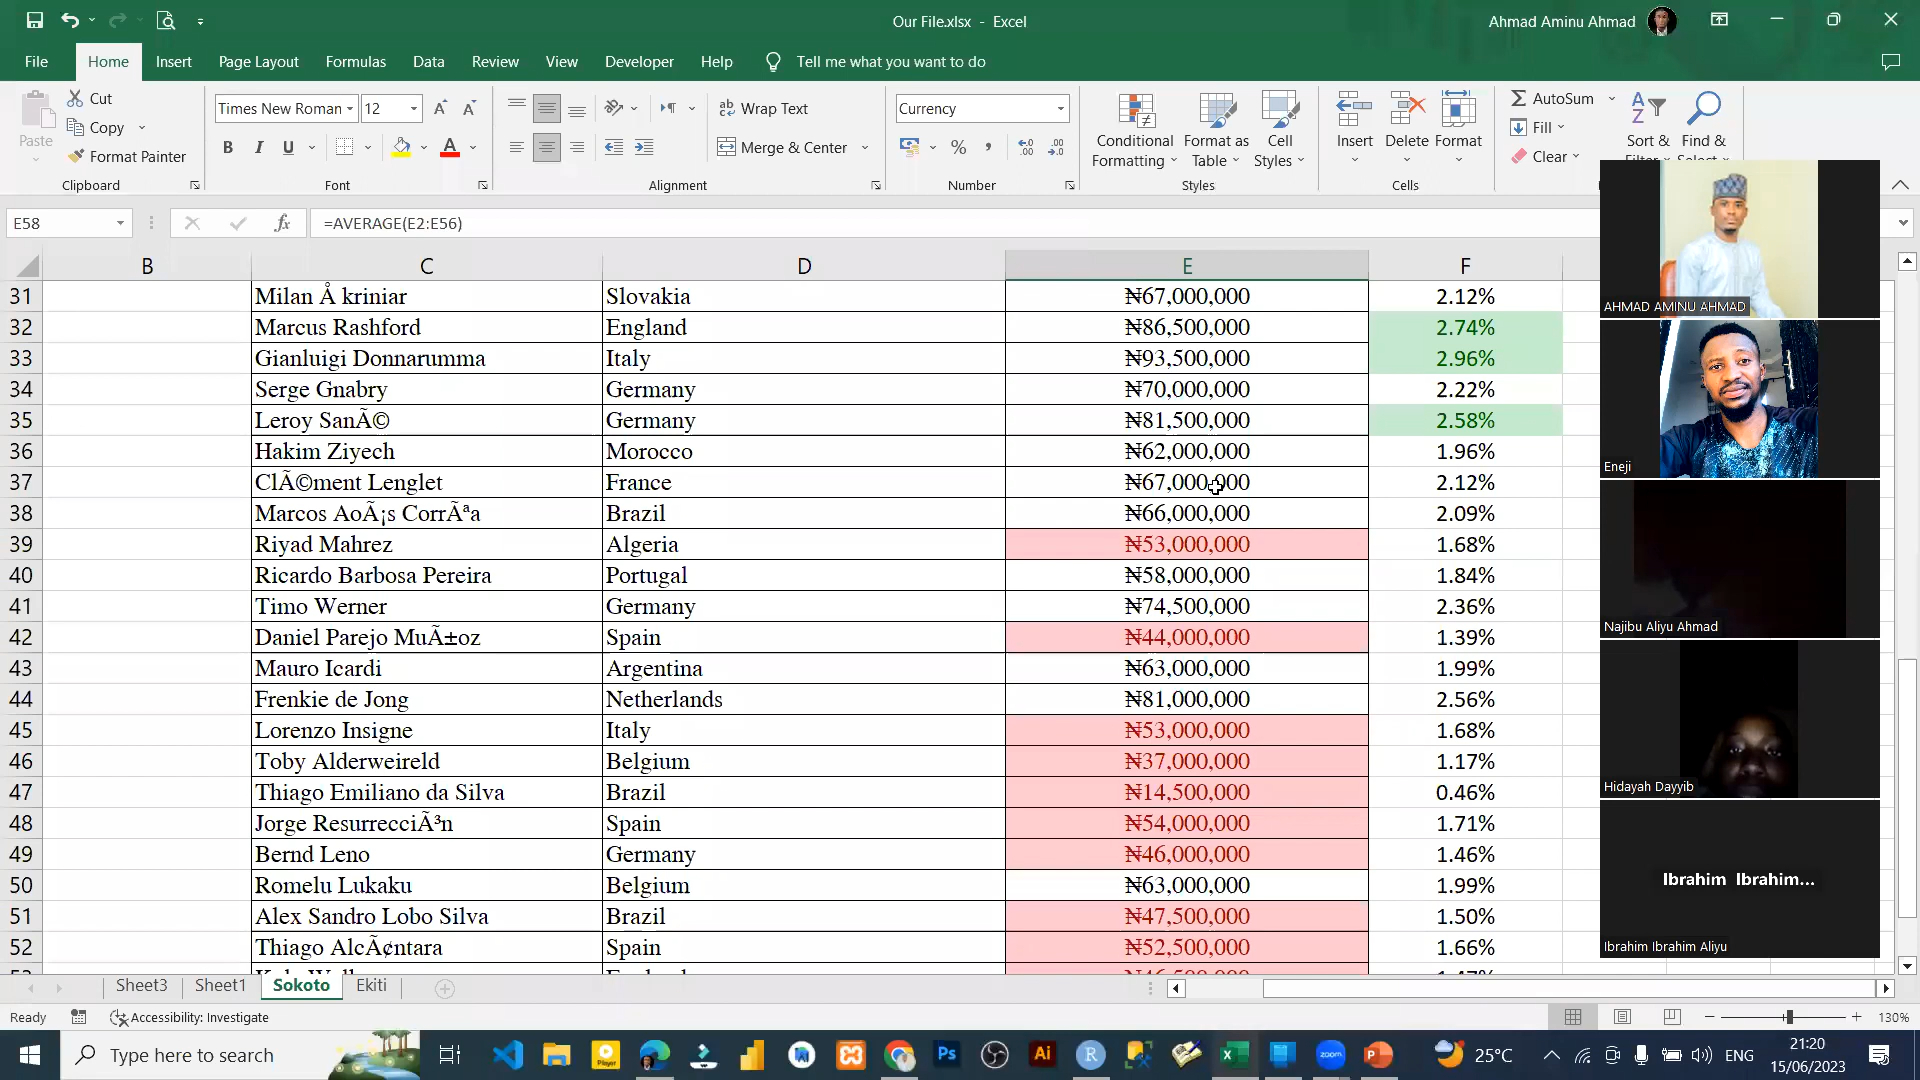 Our File.xlsx - Excel
Ahmad Aminu Ahmad
File Home Insert Page Layout Formulas Data Review View Developer Help Tell me what you want to do
Paste
Cut
Copy
Format Painter
Clipboard
Times New Roman 12
B I U
Font
Wrap Text
Merge & Center
Alignment
Currency
Number
Conditional Formatting
Format as Table
Cell Styles
Styles
Insert Delete Format
Cells
AutoSum
Fill
Clear
Sort &
Find &
E58 fx =AVERAGE(E2:E56)
B C D E F
31 Milan Å kriniar Slovakia ₦67,000,000 2.12%
32 Marcus Rashford England ₦86,500,000 2.74%
33 Gianluigi Donnarumma Italy ₦93,500,000 2.96%
34 Serge Gnabry Germany ₦70,000,000 2.22%
35 Leroy SanÃ© Germany ₦81,500,000 2.58%
36 Hakim Ziyech Morocco ₦62,000,000 1.96%
37 ClÃ©ment Lenglet France ₦67,000,000 2.12%
38 Marcos AoÃ¡s CorrÃªa Brazil ₦66,000,000 2.09%
39 Riyad Mahrez Algeria ₦53,000,000 1.68%
40 Ricardo Barbosa Pereira Portugal ₦58,000,000 1.84%
41 Timo Werner Germany ₦74,500,000 2.36%
42 Daniel Parejo MuÃ±oz Spain ₦44,000,000 1.39%
43 Mauro Icardi Argentina ₦63,000,000 1.99%
44 Frenkie de Jong Netherlands ₦81,000,000 2.56%
45 Lorenzo Insigne Italy ₦53,000,000 1.68%
46 Toby Alderweireld Belgium ₦37,000,000 1.17%
47 Thiago Emiliano da Silva Brazil ₦14,500,000 0.46%
48 Jorge ResurrecciÃ³n Spain ₦54,000,000 1.71%
49 Bernd Leno Germany ₦46,000,000 1.46%
50 Romelu Lukaku Belgium ₦63,000,000 1.99%
51 Alex Sandro Lobo Silva Brazil ₦47,500,000 1.50%
52 Thiago AlcÃ¢ntara Spain ₦52,500,000 1.66%
AHMAD AMINU AHMAD
Eneji
Najibu Aliyu Ahmad
Hidayah Dayyib
Ibrahim Ibrahim...
Ibrahim Ibrahim Aliyu
Sheet3 Sheet1 Sokoto Ekiti
Ready Accessibility: Investigate 130%
Type here to search
Player
Ps
Ai
R
zoom
25°C
ENG
21:20
15/06/2023